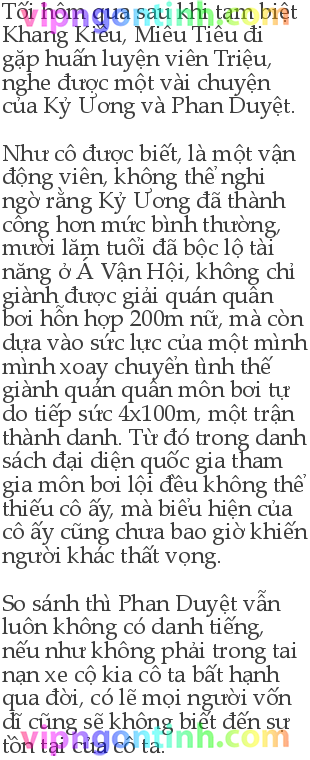 Tối hôm qua sau khi tạm biệt
vipngontinh.com
Khang Kiều, Miêu Tiêu đi
gặp huấn luyện viên Triệu,
nghe được một vài chuyện
của Kỷ Ương và Phan Duyệt.
Như cô được biết, là một vận
động viên, không thể nghi
ngờ rằng Kỷ Ương đã thành
công hơn mức bình thường,
mười lăm tuổi đã bộc lộ tài
năng ở Á Vận Hội, không chỉ
giành được giải quán quân
bơi hỗn hợp 200m nữ, mà còn
dựa vào sức lực của một mình
mình xoay chuyển tình thế
giành quán quân môn bơi tự
do tiếp sức 4x100m, một trận
thành danh. Từ đó trong danh
sách đại diện quốc gia tham
gia môn bơi lội đều không thể
thiếu cô ấy, mà biểu hiện của
cô ấy cũng chưa bao giờ khiến
người khác thất vọng.
So sánh thì Phan Duyệt vẫn
luôn không có danh tiếng,
nếu như không phải trong tai
nạn xe cộ kia cô ta bất hạnh
qua đời, có lẽ mọi người vốn
dĩ cũng sẽ không biết đến sự
tồn tại của cô ta.
vipngontinh.com